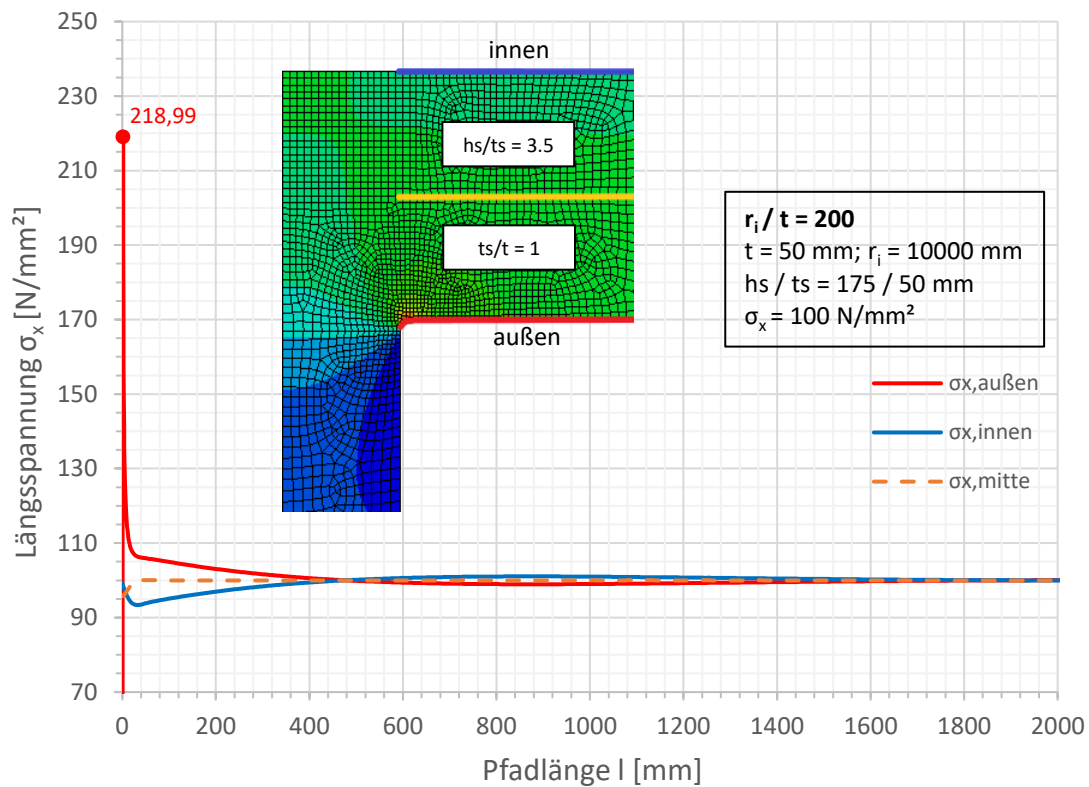 250
230
210
190
170
150
130
110
90
70
Längsspannung σₓ [N/mm²]
218,99
innen
hs/ts = 3.5
ts/t = 1
außen
rᵢ / t = 200
t = 50 mm; rᵢ = 10000 mm
hs / ts = 175 / 50 mm
σₓ = 100 N/mm²
σx,außen
σx,innen
σx,mitte
0 200 400 600 800 1000 1200 1400 1600 1800 2000
Pfadlänge l [mm]